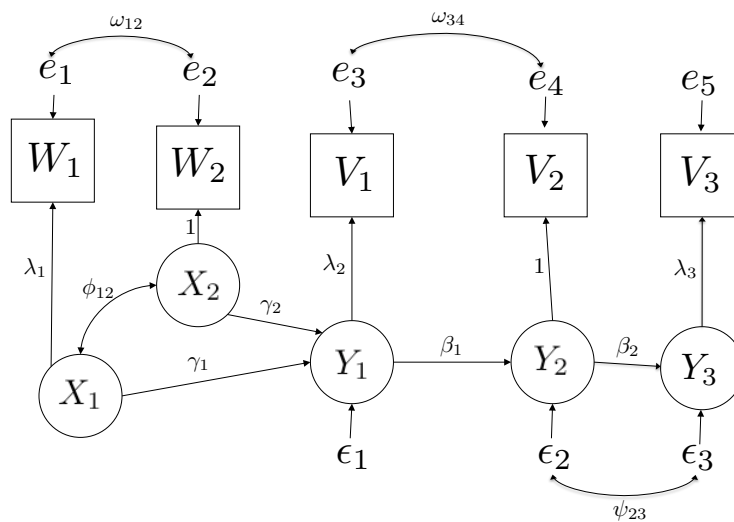 ω₁₂ ω₃₄
e₁ e₂ e₃ e₄ e₅
W₁ W₂ V₁ V₂ V₃
1
λ₁ λ₂ 1 λ₃
ϕ₁₂ X₂
γ₂
γ₁ Y₁ β₁ Y₂ β₂ Y₃
X₁
ϵ₁ ϵ₂ ϵ₃
ψ₂₃